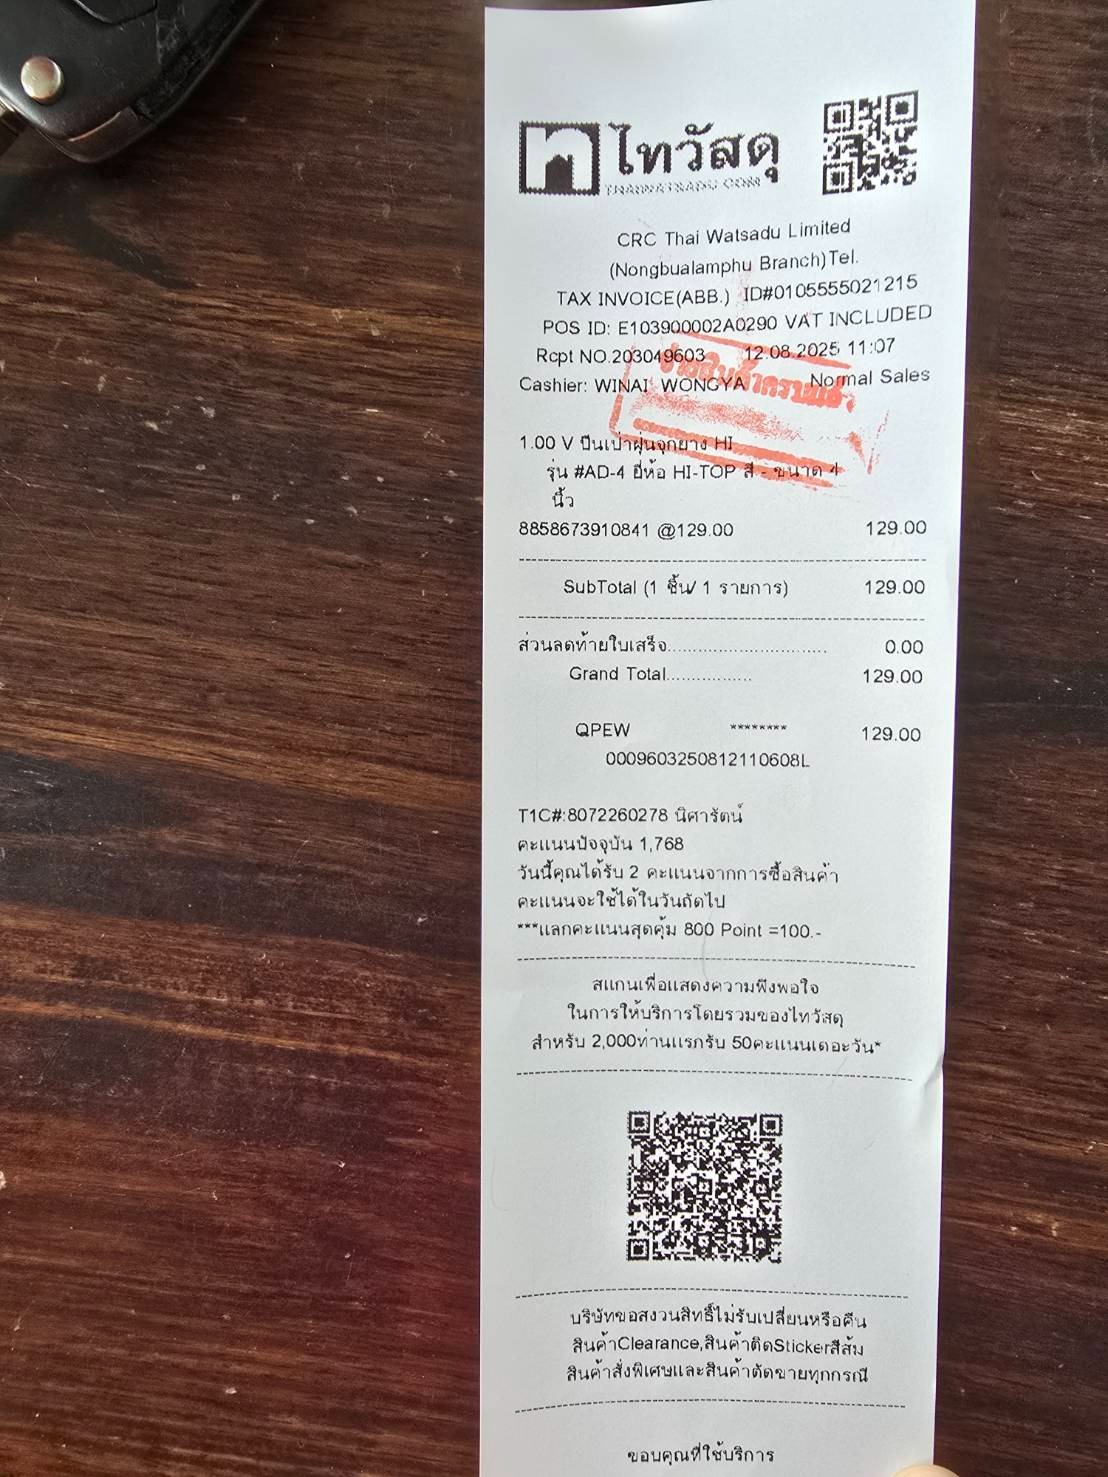 ไทวัสดุ
THAIWATSADU.COM
CRC Thai Watsadu Limited
(Nongbualamphu Branch)Tel.
TAX INVOICE(ABB.) ID#0105555021215
POS ID: E103900002A0290 VAT INCLUDED
Rcpt NO.203049603 12.08.2025 11:07
Cashier: WINAI WONGYA Normal Sales
1.00 V ปืนเป่าฝุ่นจุกยาง HI
รุ่น #AD-4 ยี่ห้อ HI-TOP สี - ขนาด 4
นิ้ว
8858673910841 @129.00 129.00
SubTotal (1 ชิ้น/ 1 รายการ) 129.00
ส่วนลดท้ายใบเสร็จ................................ 0.00
Grand Total................. 129.00
QPEW ******** 129.00
0009603250812110608L
T1C#:8072260278 นิศารัตน์
คะแนนปัจจุบัน 1,768
วันนี้คุณได้รับ 2 คะแนนจากการซื้อสินค้า
คะแนนจะใช้ได้ในวันถัดไป
***แลกคะแนนสุดคุ้ม 800 Point =100.-
สแกนเพื่อแสดงความพึงพอใจ
ในการให้บริการโดยรวมของไทวัสดุ
สำหรับ 2,000ท่านแรกรับ 50คะแนนเดอะวัน*
บริษัทขอสงวนสิทธิ์ไม่รับเปลี่ยนหรือคืน
สินค้าClearance,สินค้าติดStickerสีส้ม
สินค้าสั่งพิเศษและสินค้าตัดขายทุกกรณี
ขอบคุณที่ใช้บริการ